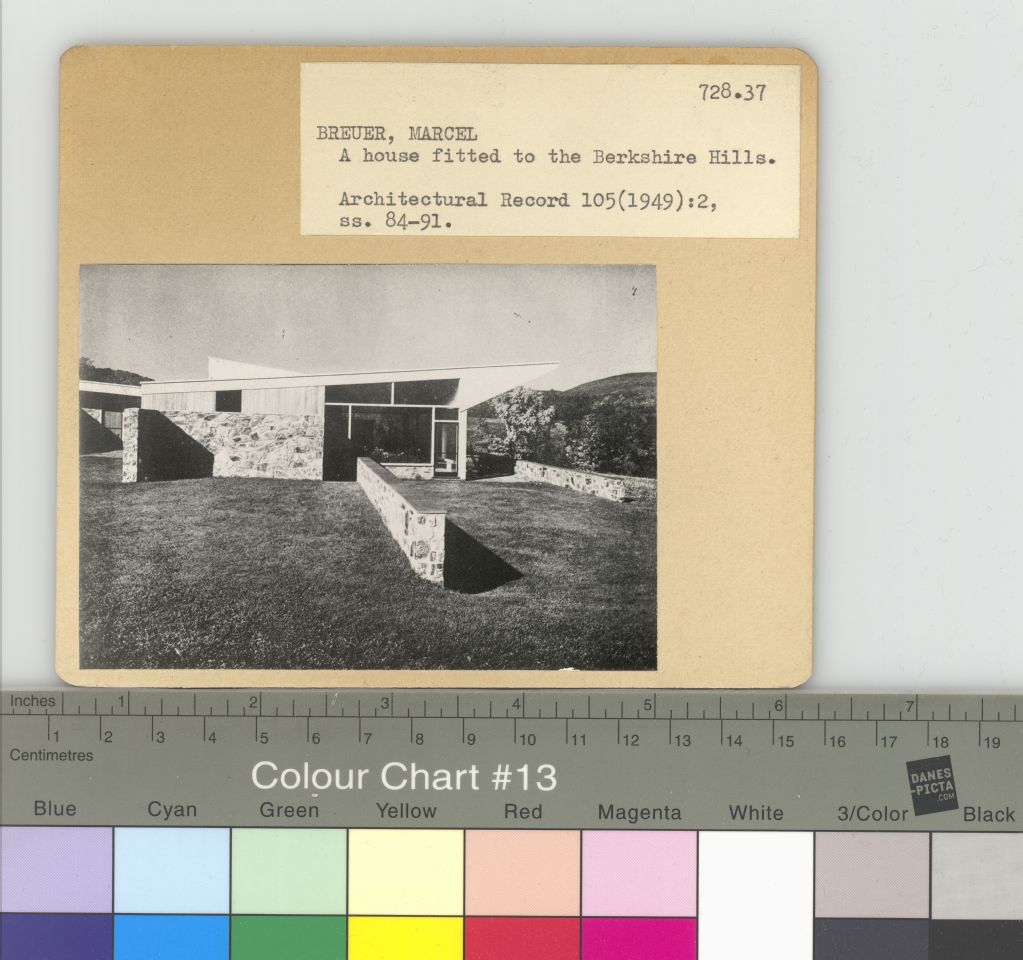 728.37
BREUER, MARCEL
A house fitted to the Berkshire Hills.
Architectural Record 105(1949):2,
ss. 84-91.
Inches 1 2 3 4 5 6 7
1 2 3 4 5 6 7 8 9 10 11 12 13 14 15 16 17 18 19
Centimetres
Colour Chart #13
DANES
-PICTA
.COM
Blue Cyan Green Yellow Red Magenta White 3/Color Black